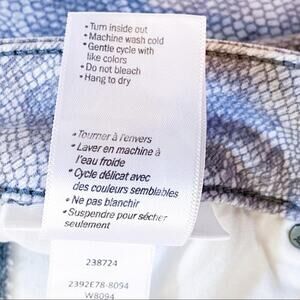 • Turn inside out
• Machine wash cold
• Gentle cycle with
like colors
• Do not bleach
• Hang to dry
• Tourner à l'envers
• Laver en machine à
l'eau froide
• Cycle délicat avec
des couleurs semblables
• Ne pas blanchir
• Suspendre pour sécher
seulement
238724
2392E78-8094
W8094